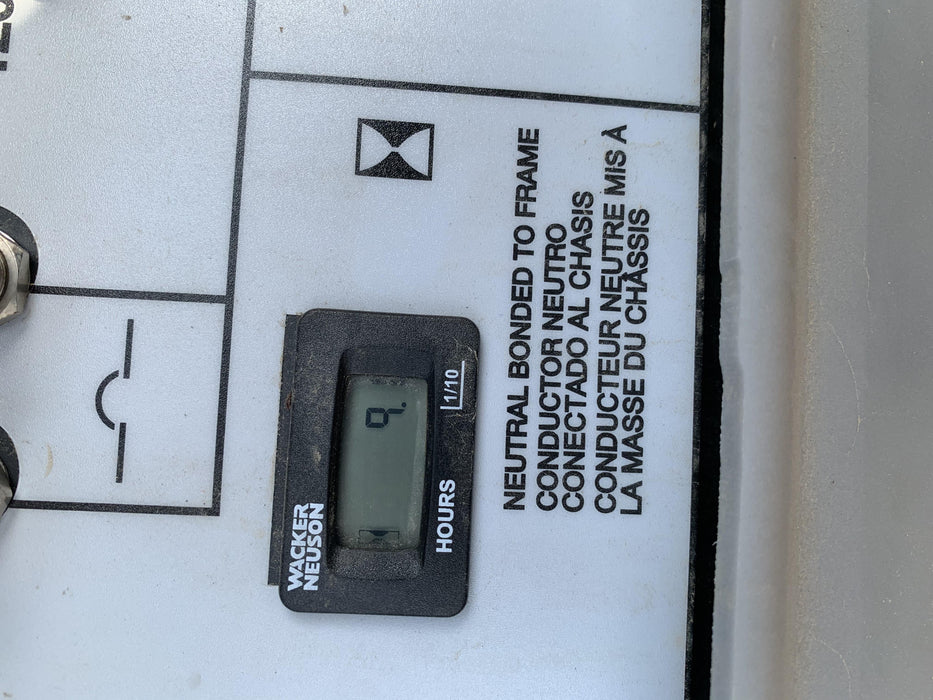 WACKER
NEUSON
9.
HOURS
1/10
NEUTRAL BONDED TO FRAME
CONDUCTOR NEUTRO
CONECTADO AL CHASIS
CONDUCTEUR NEUTRE MIS À
LA MASSE DU CHÂSSIS